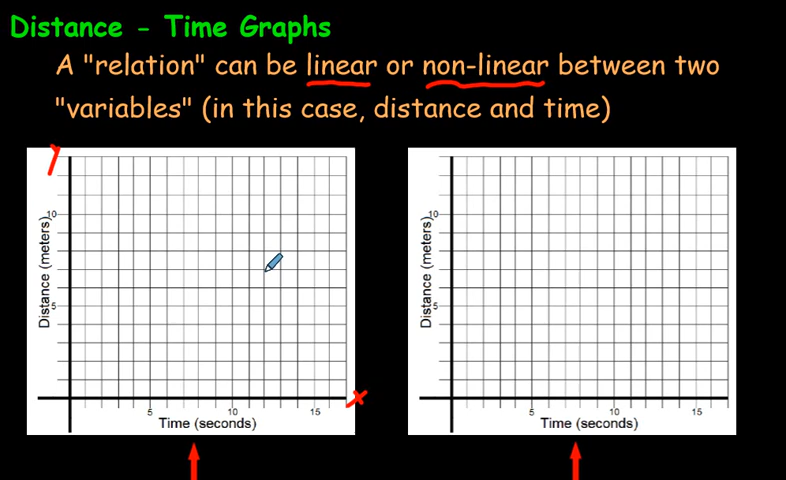 Distance - Time Graphs
A "relation" can be linear or non-linear between two
"variables" (in this case, distance and time)
y
10
5
Distance (meters)
5 10 15
x
Time (seconds)
10
5
Distance (meters)
5 10 15
Time (seconds)